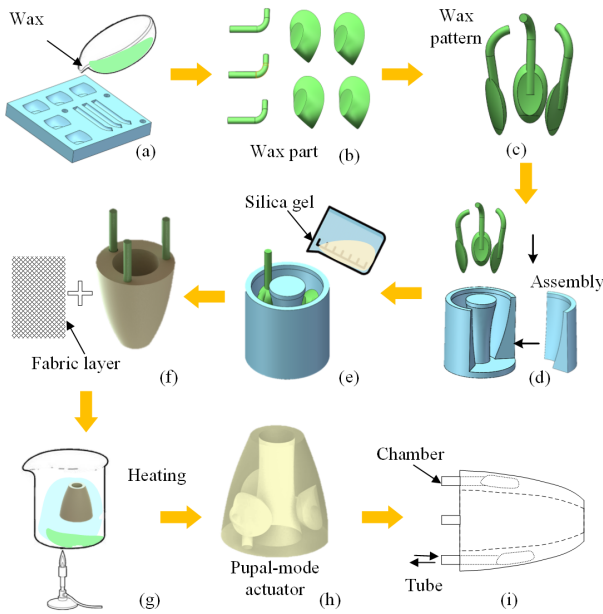 Wax
(a)
Wax part
(b)
Wax
pattern
(c)
Silica gel
Assembly
Fabric layer
(f)
(e)
(d)
Heating
(g)
Pupal-mode
actuator
(h)
Chamber
Tube
(i)